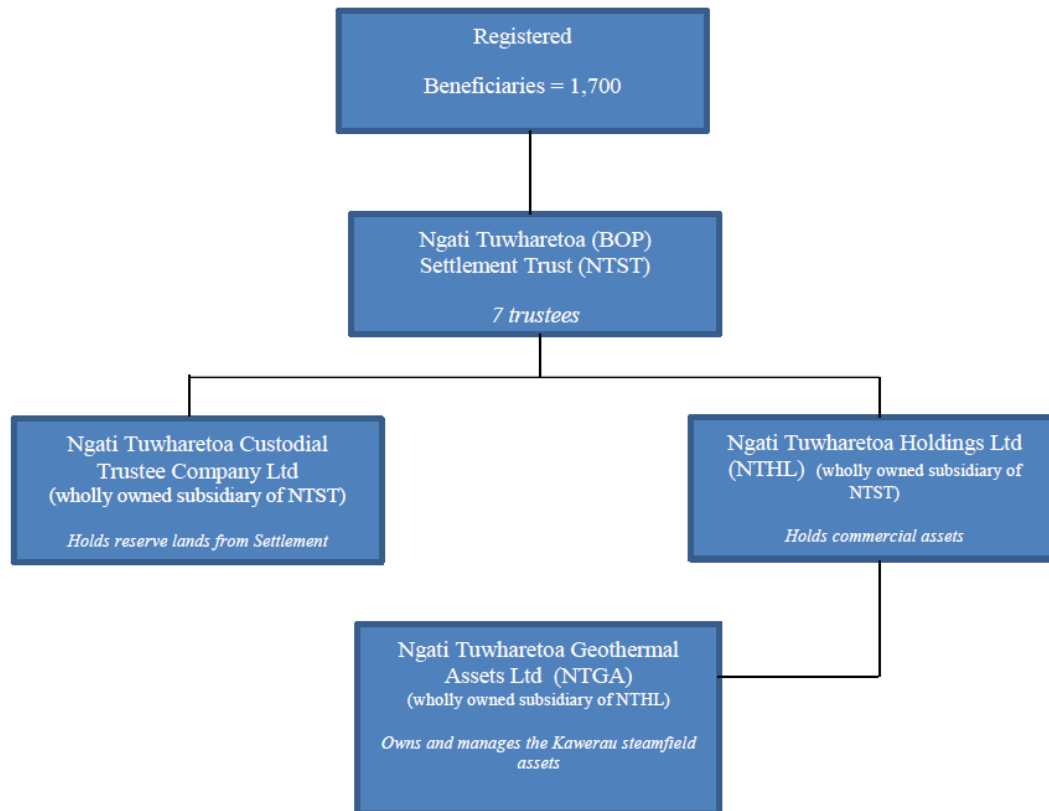 Registered
Beneficiaries = 1,700
Ngati Tuwharetoa (BOP)
Settlement Trust (NTST)
7 trustees
Ngati Tuwharetoa Custodial
Trustee Company Ltd
(wholly owned subsidiary of NTST)
Holds reserve lands from Settlement
Ngati Tuwharetoa Holdings Ltd
(NTHL) (wholly owned subsidiary of
NTST)
Holds commercial assets
Ngati Tuwharetoa Geothermal
Assets Ltd (NTGA)
(wholly owned subsidiary of NTHL)
Owns and manages the Kawerau steamfield
assets